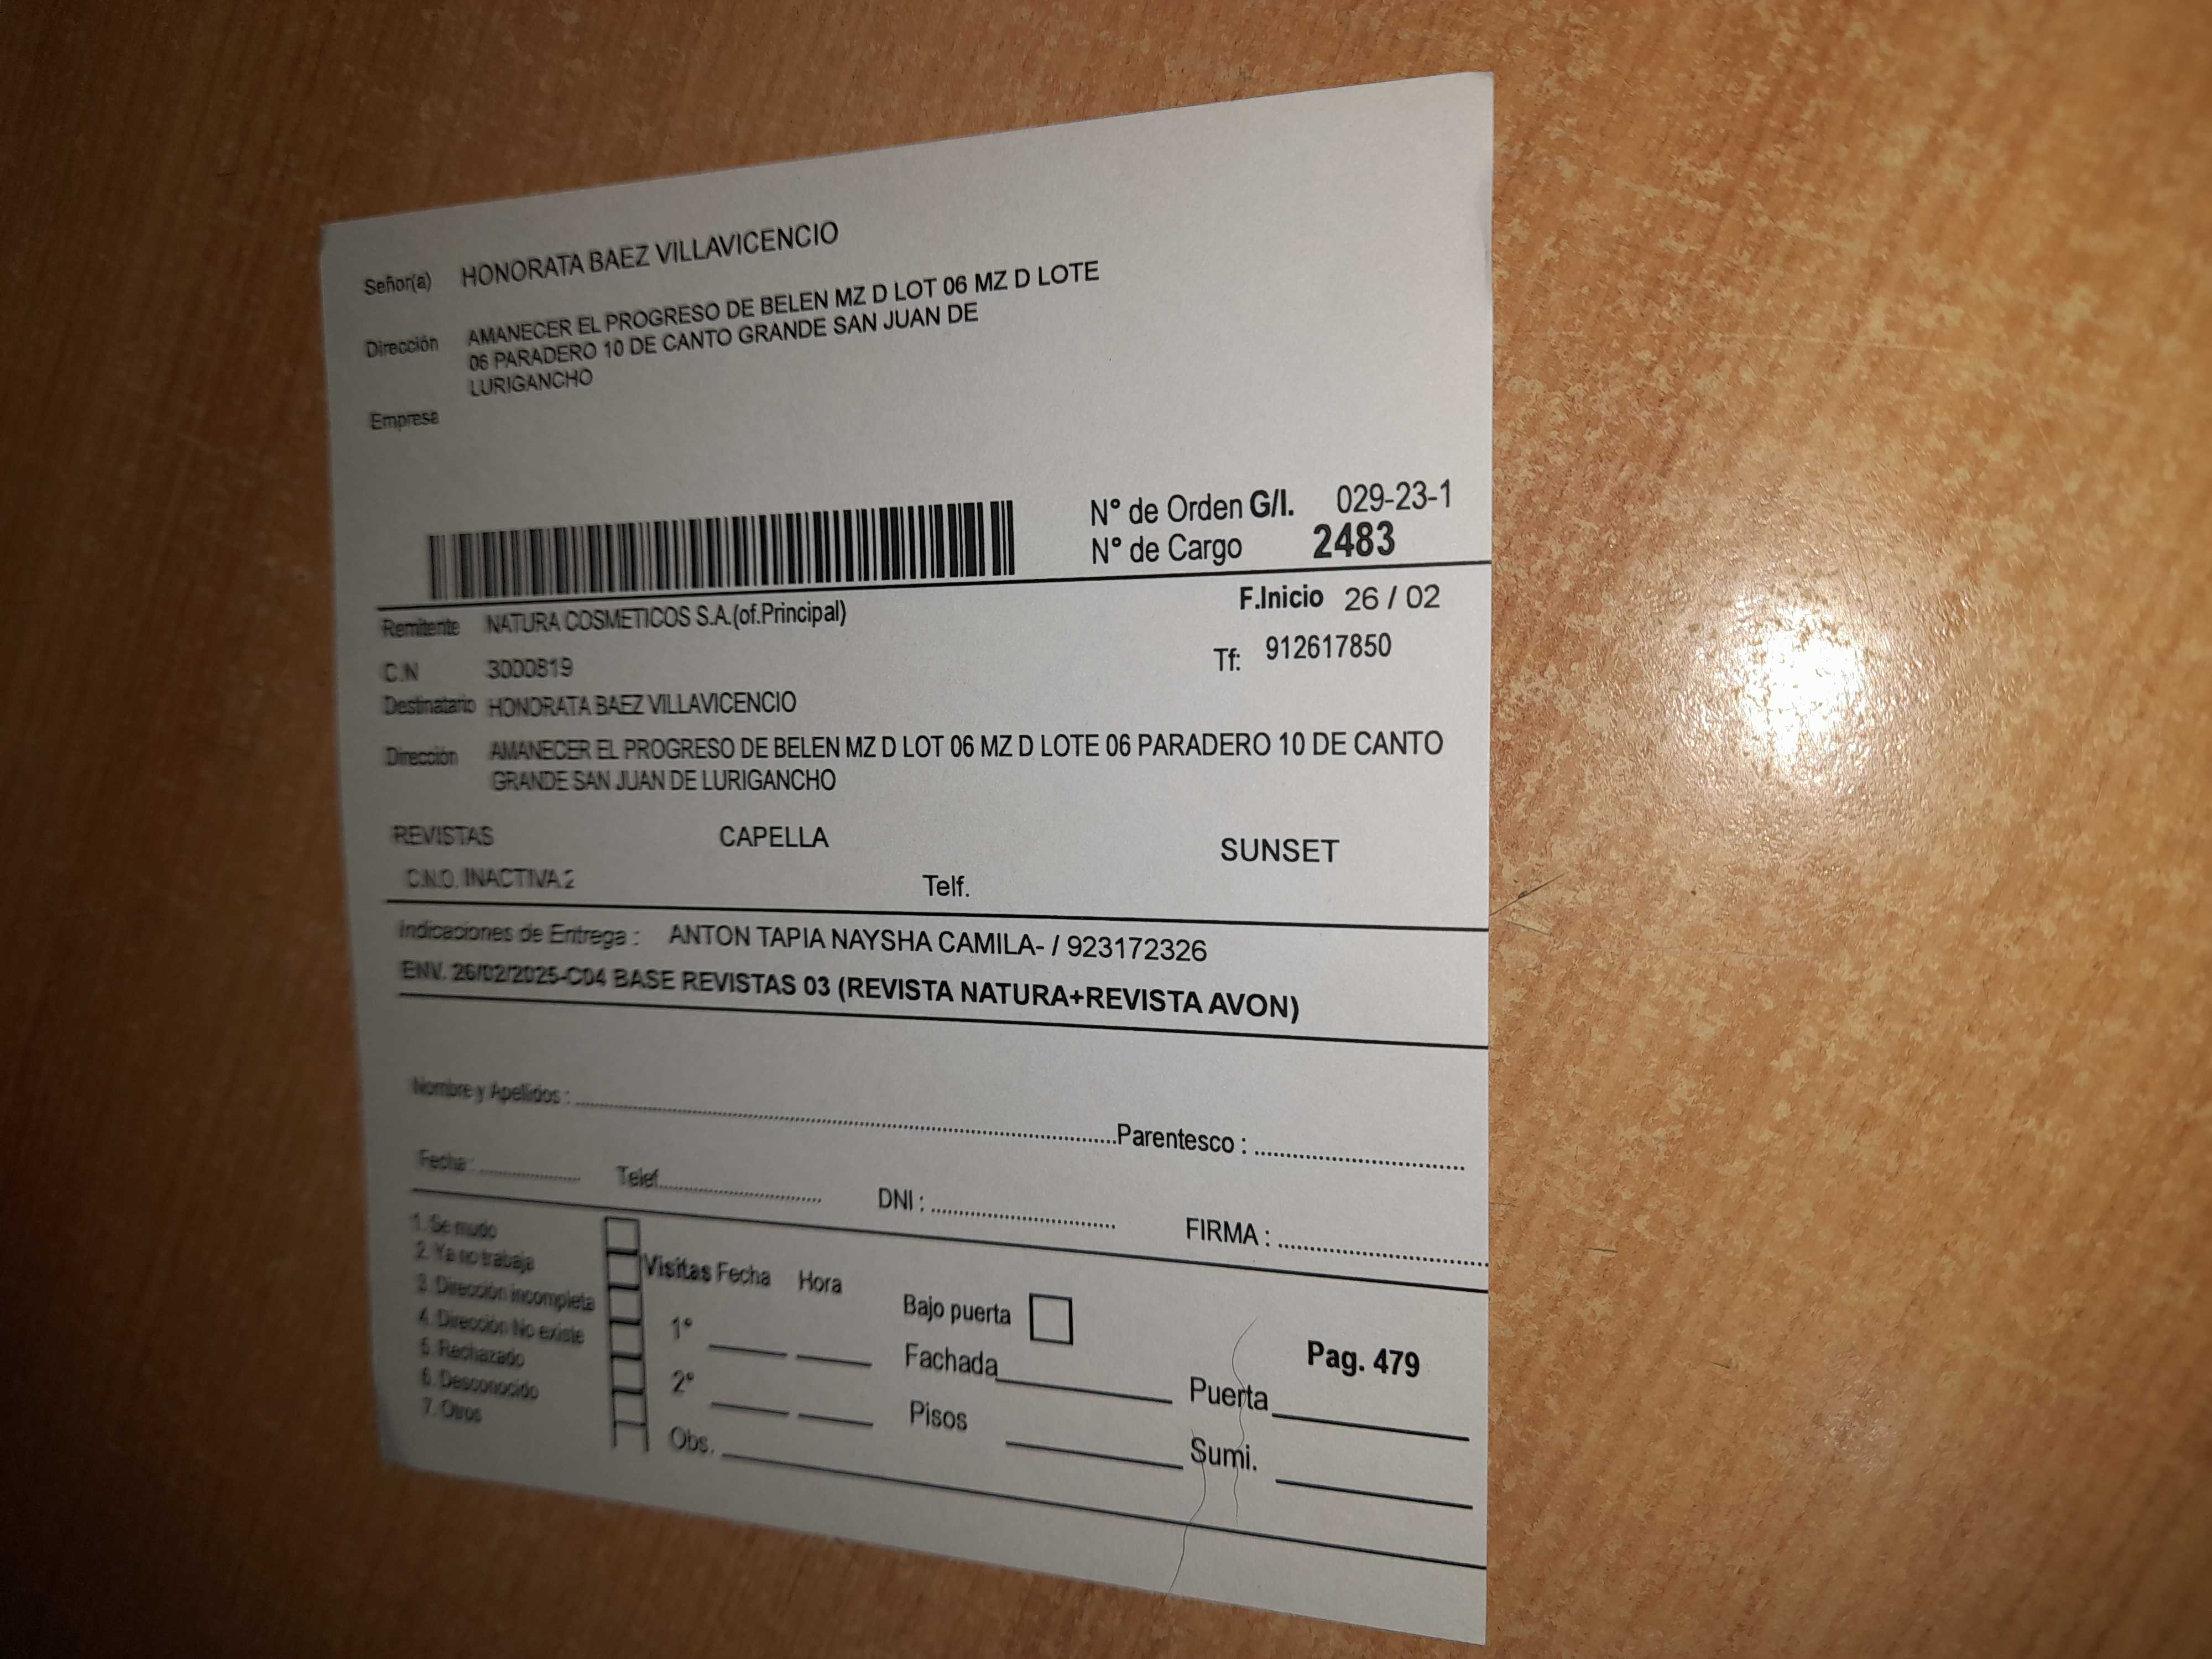 Señor(a) HONORATA BAEZ VILLAVICENCIO
Dirección AMANECER EL PROGRESO DE BELEN MZ D LOT 06 MZ D LOTE
06 PARADERO 10 DE CANTO GRANDE SAN JUAN DE
LURIGANCHO
Empresa
N° de Orden G/I. 029-23-1
N° de Cargo 2483
F.Inicio 26 / 02
Remitente NATURA COSMETICOS S.A.(of.Principal)
Tf: 912617850
C.N 3000819
Destinatario HONORATA BAEZ VILLAVICENCIO
Dirección AMANECER EL PROGRESO DE BELEN MZ D LOT 06 MZ D LOTE 06 PARADERO 10 DE CANTO
GRANDE SAN JUAN DE LURIGANCHO
REVISTAS CAPELLA SUNSET
C.N.O. INACTIVA 2 Telf.
Indicaciones de Entrega : ANTON TAPIA NAYSHA CAMILA- / 923172326
ENV. 26/02/2025-C04 BASE REVISTAS 03 (REVISTA NATURA+REVISTA AVON)
Nombre y Apellidos : Parentesco :
Fecha : Telef. DNI : FIRMA :
1. Se mudo
2. Ya no trabaja
3. Dirección incompleta
4. Dirección No existe
5. Rechazado
6. Desconocido
7. Otros
Visitas Fecha Hora
1°
2°
Obs.
Bajo puerta
Fachada
Pisos
Pag. 479
Puerta
Sumi.